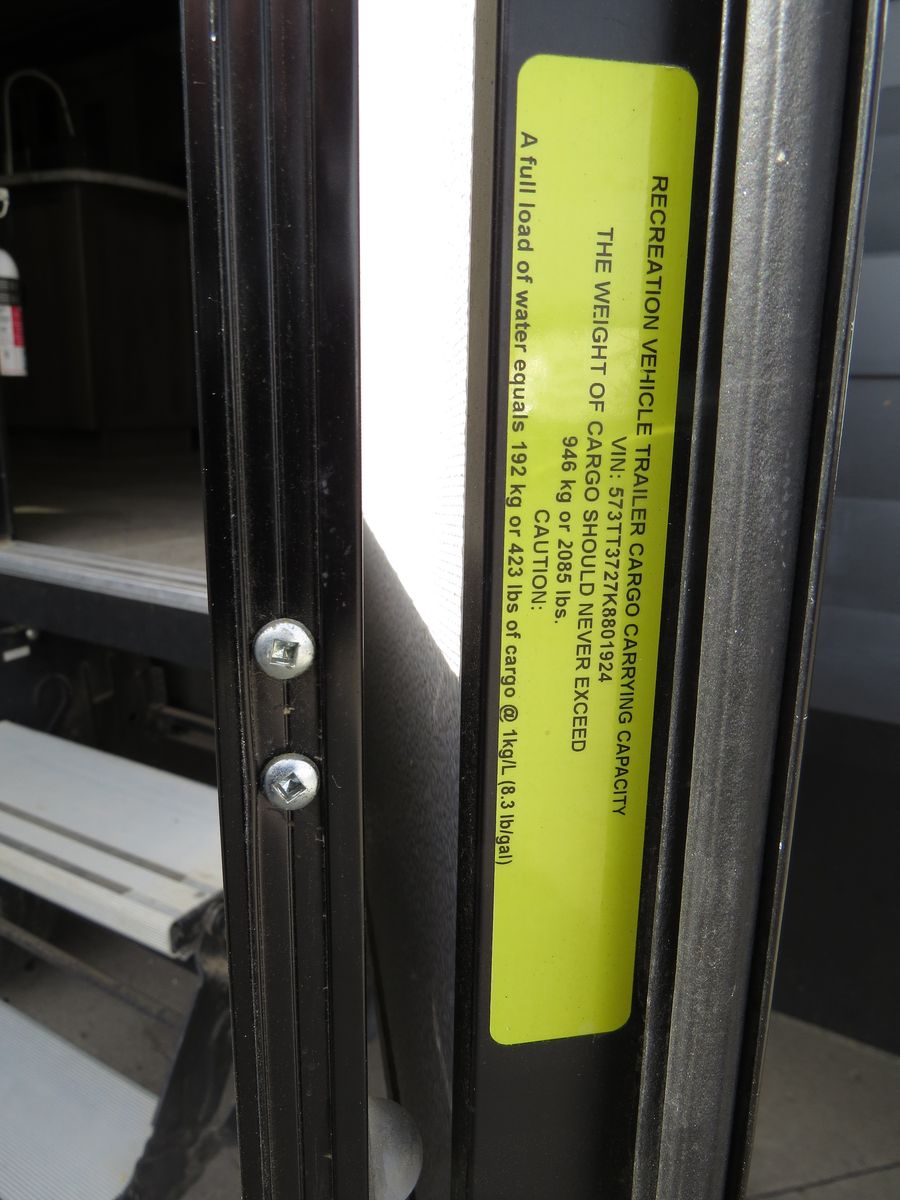 RECREATION VEHICLE TRAILER CARGO CARRYING CAPACITY
VIN: 573TT3727K8801924
THE WEIGHT OF CARGO SHOULD NEVER EXCEED
946 kg or 2085 lbs.
CAUTION:
A full load of water equals 192 kg or 423 lbs of cargo @ 1kg/L (8.3 lb/gal)